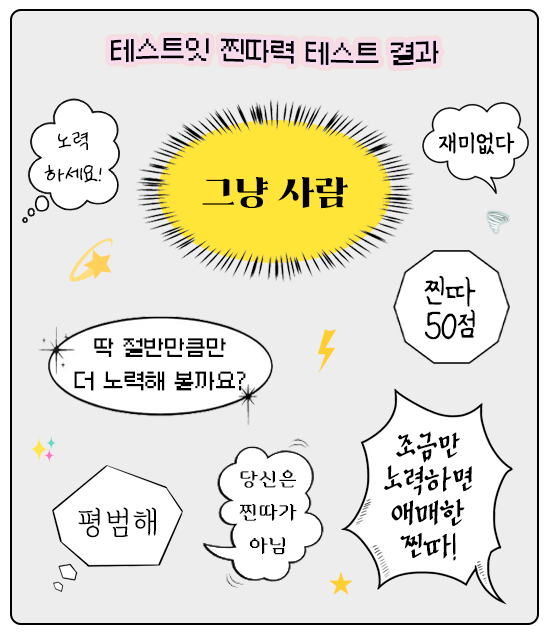 테스트잇 찐따력 테스트 결과
노력
하세요!
그냥 사람
재미없다
찐따
50점
딱 절반만큼만
더 노력해 볼까요?
조금만
노력하면
애매한
찐따!
당신은
찐따가
아님
평범해